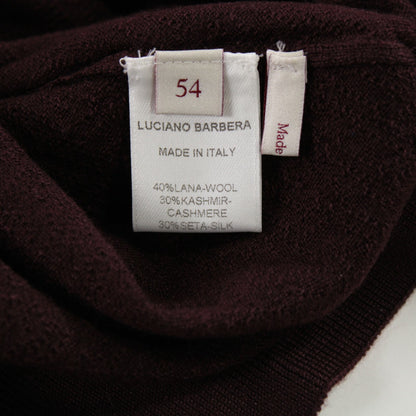 54
LUCIANO BARBERA
MADE IN ITALY
40%LANA-WOOL
30%KASHMIR-
CASHMERE
30%SETA-SILK
Made